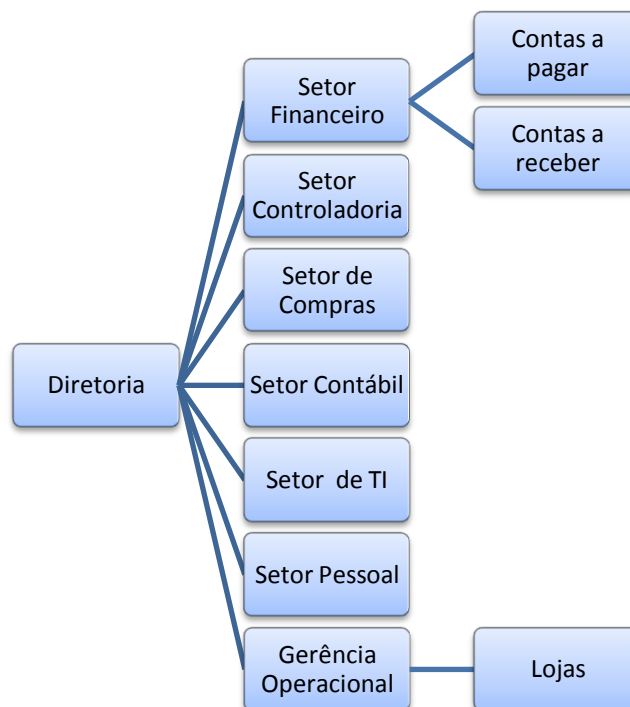 Contas a
pagar
Setor
Financeiro
Contas a
receber
Setor
Controladoria
Setor de
Compras
Diretoria
Setor Contábil
Setor de TI
Setor Pessoal
Gerência
Operacional
Lojas